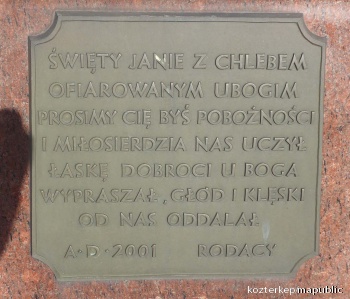 ŚWIĘTY JANIE Z CHLEBEM
OFIAROWANYM UBOGIM
PROSIMY CIĘ BYŚ POBOŻNOŚCI
I MIŁOSIERDZIA NAS UCZYŁ
ŁASKĘ DOBROCI U BOGA
WYPRASZAŁ, GŁÓD I KLĘSKI
OD NAS ODDALAŁ
A·D·2001 RODACY
kozterkep.mapublic